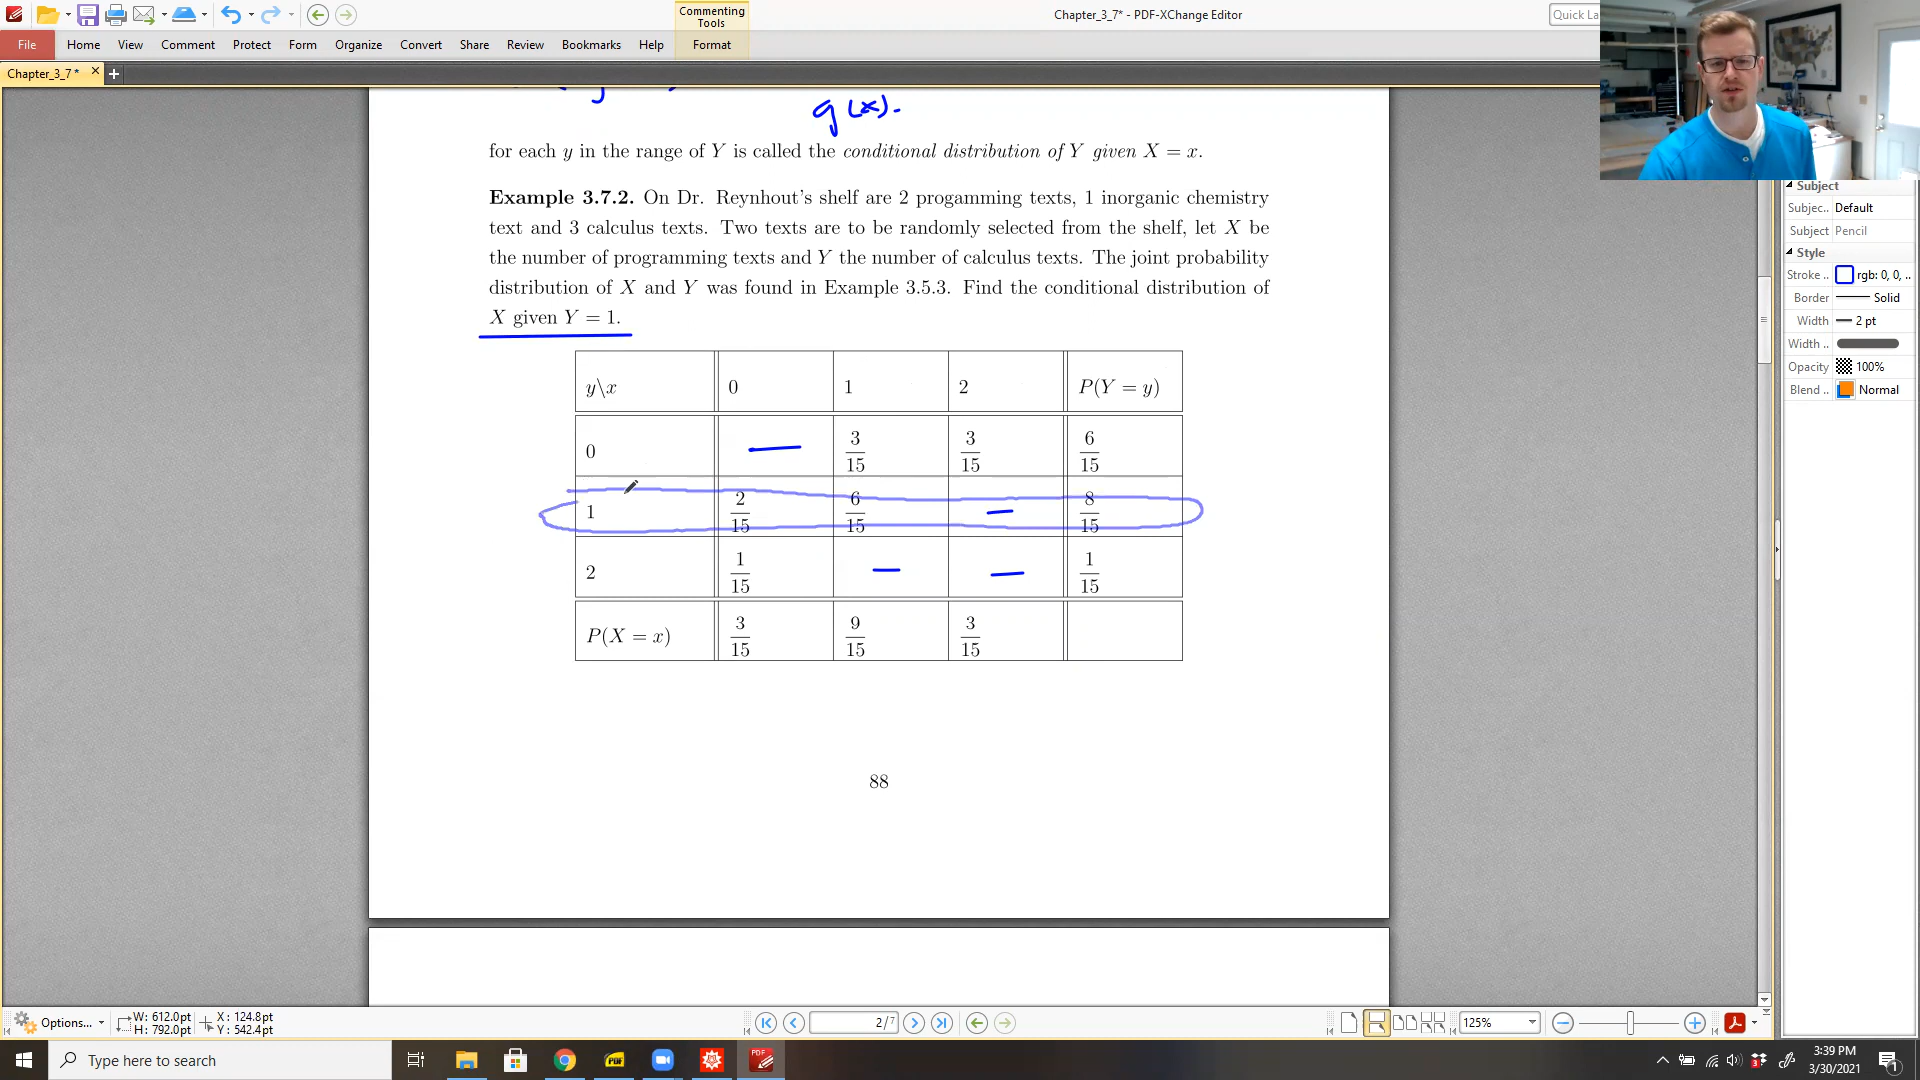 Commenting
Tools
Chapter_3_7* - PDF-XChange Editor
Quick La
File Home View Comment Protect Form Organize Convert Share Review Bookmarks Help Format
Chapter_3_7 *
g(x).
for each y in the range of Y is called the conditional distribution of Y given X = x.
Example 3.7.2. On Dr. Reynhout's shelf are 2 progamming texts, 1 inorganic chemistry
text and 3 calculus texts. Two texts are to be randomly selected from the shelf, let X be
the number of programming texts and Y the number of calculus texts. The joint probability
distribution of X and Y was found in Example 3.5.3. Find the conditional distribution of
X given Y = 1.
y\x 0 1 2 P(Y = y)
0 — 3/15 3/15 6/15
1 2/15 6/15 — 8/15
2 1/15 — — 1/15
P(X = x) 3/15 9/15 3/15
88
Subject
Subjec.. Default
Subject Pencil
Style
Stroke .. rgb: 0, 0, ..
Border Solid
Width 2 pt
Width ..
Opacity 100%
Blend .. Normal
Options...
W: 612.0pt
H: 792.0pt
X: 124.8pt
Y: 542.4pt
2/7
125%
Type here to search
PDF
PDF
3:39 PM
3/30/2021